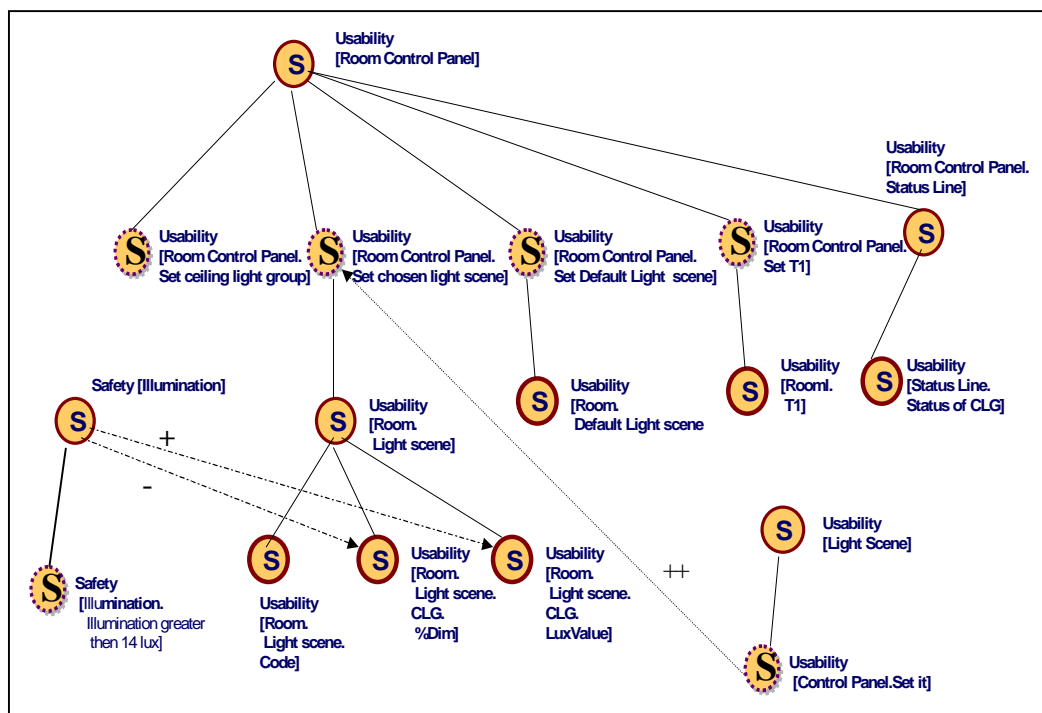 Usability
[Room Control Panel]
S
Usability
[Room Control Panel.
Status Line]
S
S
Usability
[Room Control Panel.
Set ceiling light group]
S
Usability
[Room Control Panel.
Set chosen light scene]
S
Usability
[Room Control Panel.
Set Default Light scene]
S
Usability
[Room Control Panel.
Set T1]
Safety [Illumination]
S
+
-
S
Usability
[Room.
Light scene]
S
Usability
[Room.
Default Light scene
S
Usability
[Rooml.
T1]
S
Usability
[Status Line.
Status of CLG]
S
Safety
[Illumination.
Illumination greater
then 14 lux]
S
Usability
[Room.
Light scene.
Code]
S
Usability
[Room.
Light scene.
CLG.
%Dim]
S
Usability
[Room.
Light scene.
CLG.
LuxValue]
++
S
Usability
[Light Scene]
S
Usability
[Control Panel.Set it]